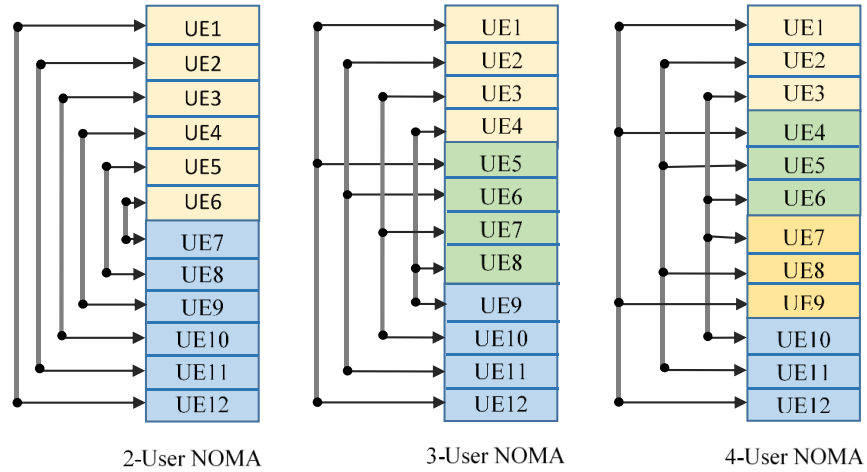 UE1
UE2
UE3
UE4
UE5
UE6
UE7
UE8
UE9
UE10
UE11
UE12
2-User NOMA
UE1
UE2
UE3
UE4
UE5
UE6
UE7
UE8
UE9
UE10
UE11
UE12
3-User NOMA
UE1
UE2
UE3
UE4
UE5
UE6
UE7
UE8
UE9
UE10
UE11
UE12
4-User NOMA